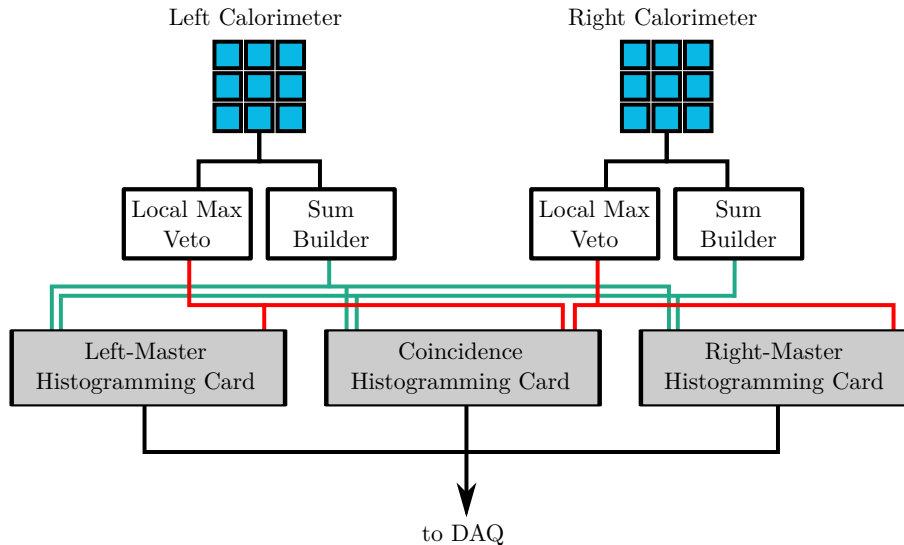 Left Calorimeter
Right Calorimeter
Local Max
Veto
Sum
Builder
Local Max
Veto
Sum
Builder
Left-Master
Histogramming Card
Coincidence
Histogramming Card
Right-Master
Histogramming Card
to DAQ